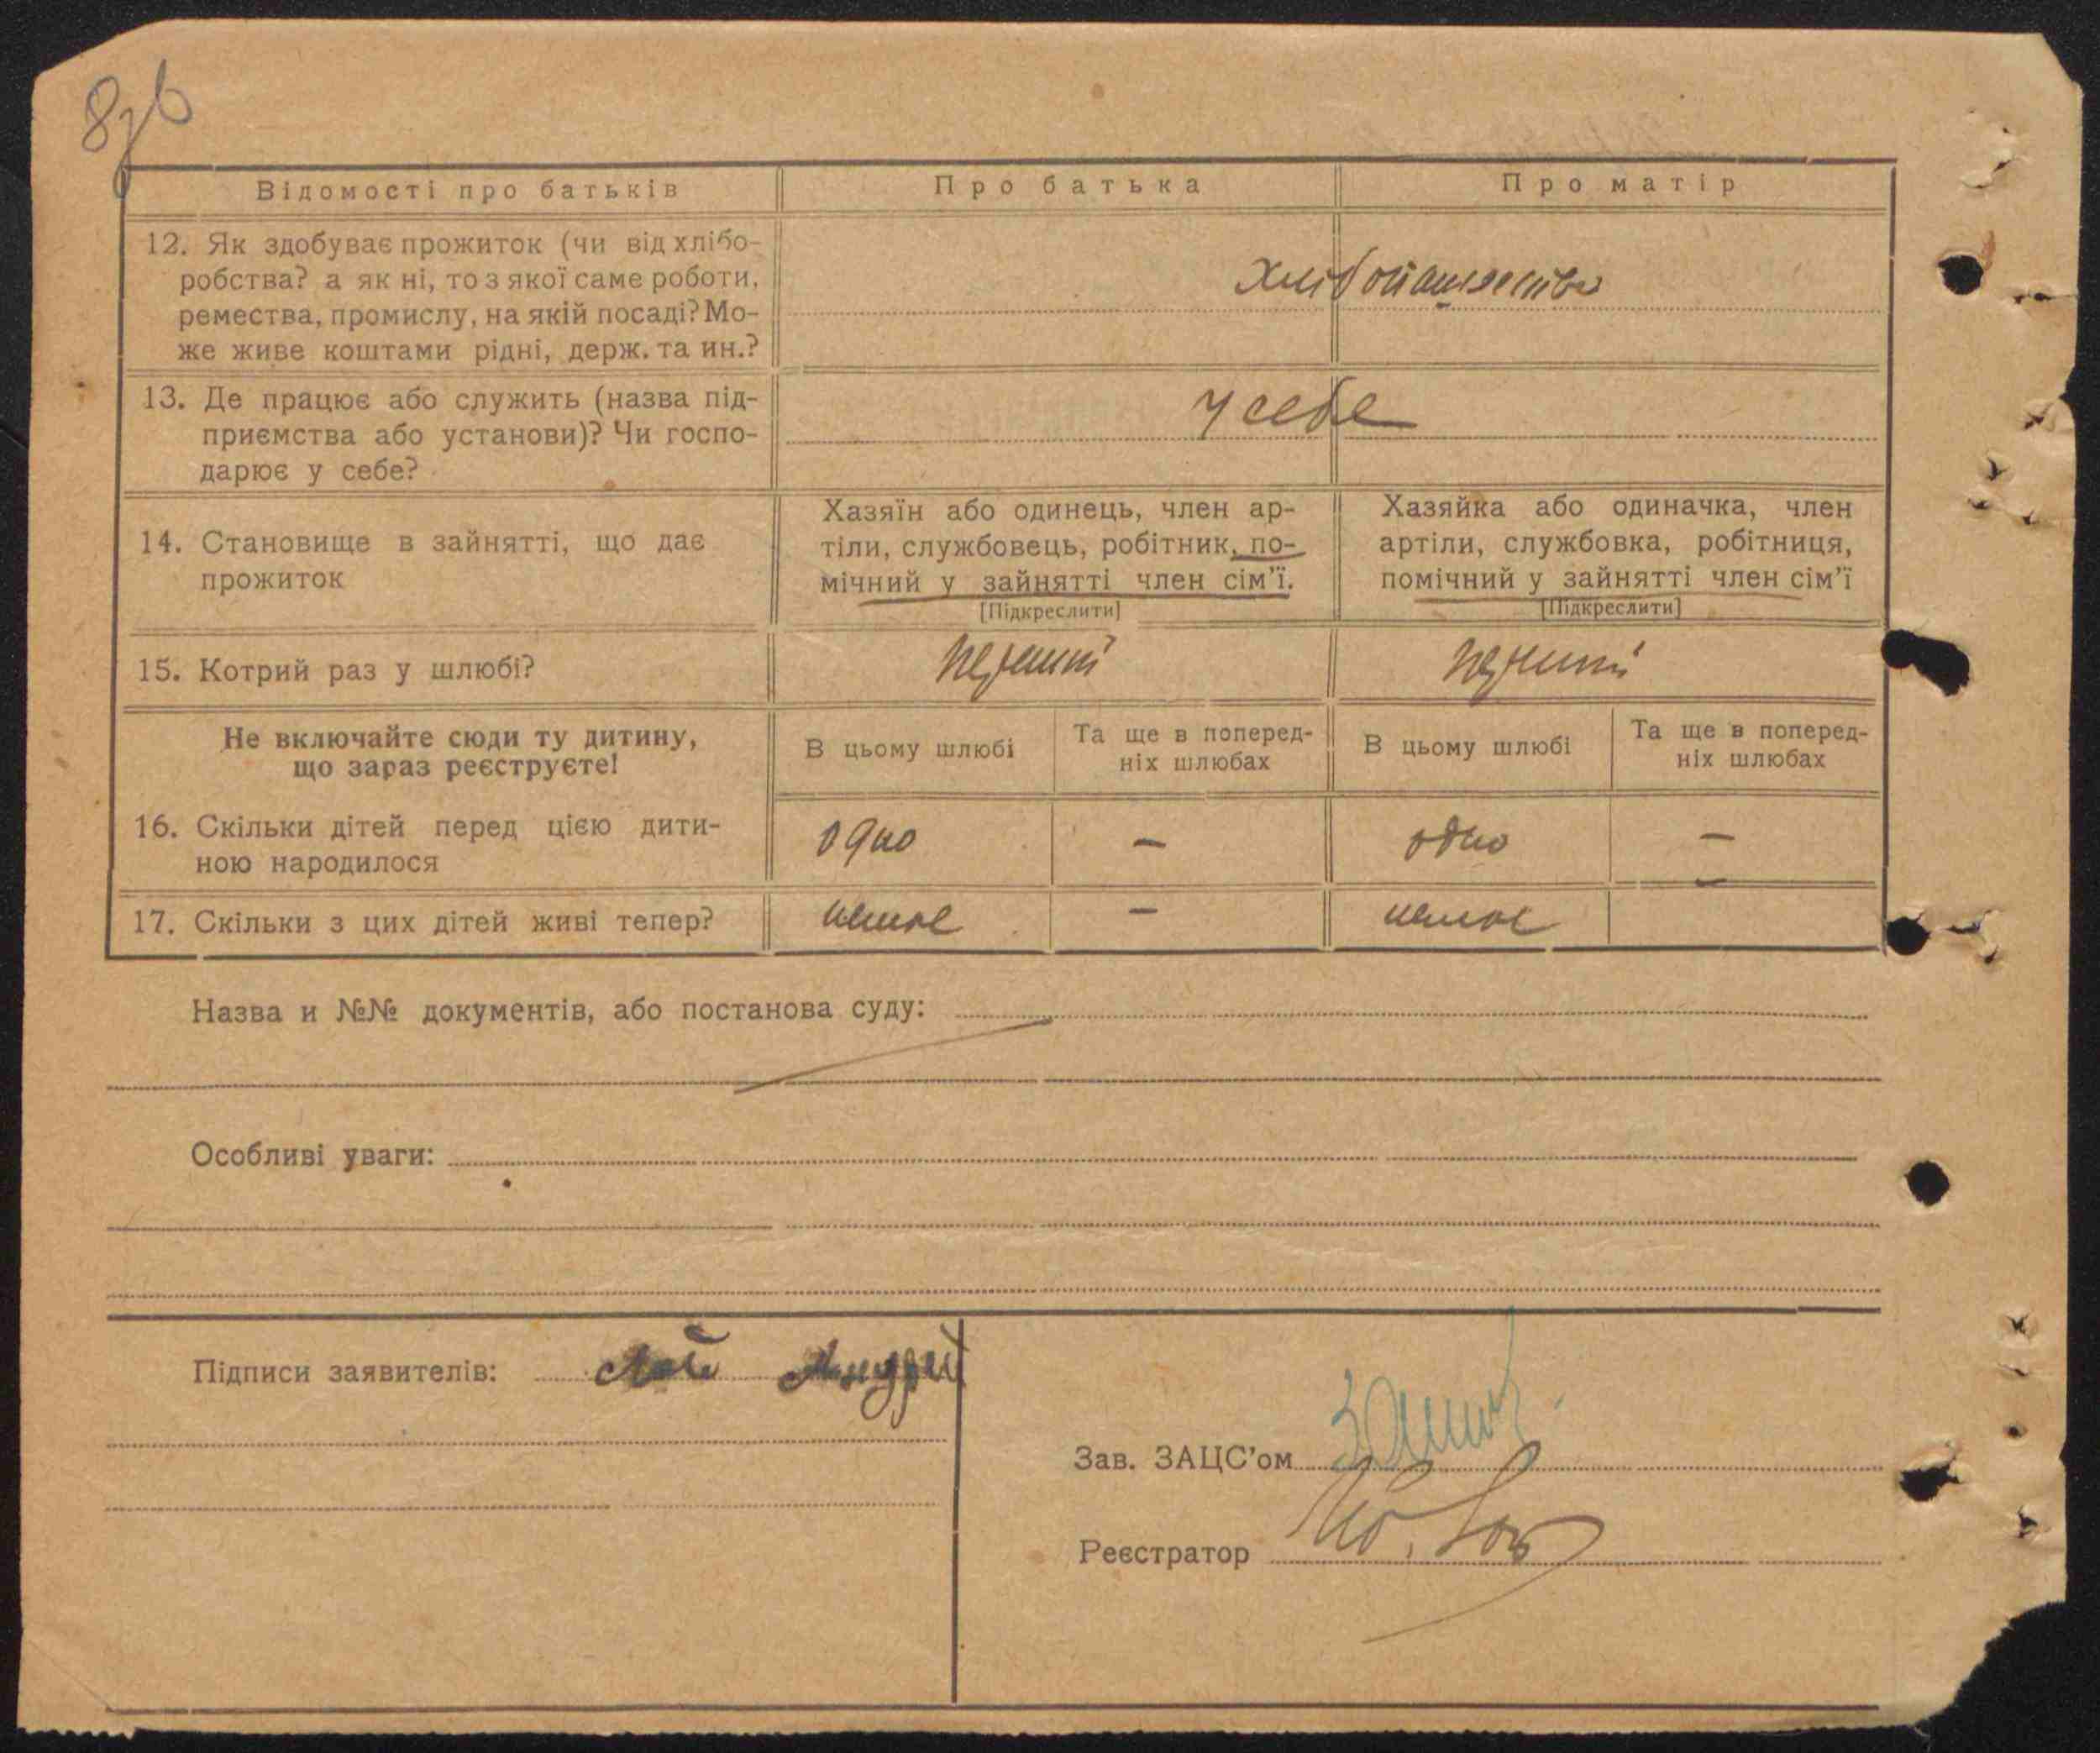 8зв
Відомості про батьків
Про батька
Про матір
12. Як здобуває прожиток (чи від хлібо-
робства? а як ні, то з якої саме роботи,
ремества, промислу, на якій посаді? Мо-
же живе коштами рідні, держ. та ин.?
хлібопашество
13. Де працює або служить (назва під-
приємства або установи)? Чи госпо-
дарює у себе?
у себе
14. Становище в зайнятті, що дає
прожиток
Хазяїн або одинець, член ар-
тіли, службовець, робітник, по-
мічний у зайнятті член сім'ї.
[Підкреслити]
Хазяйка або одиначка, член
артіли, службовка, робітниця,
помічний у зайнятті член сім'ї
[Підкреслити]
15. Котрий раз у шлюбі?
перший
перший
Не включайте сюди ту дитину,
що зараз реєструєте!
В цьому шлюбі
Та ще в поперед-
ніх шлюбах
В цьому шлюбі
Та ще в поперед-
ніх шлюбах
16. Скільки дітей перед цією дити-
ною народилося
одно
—
одно
—
17. Скільки з цих дітей живі тепер?
немає
—
немає
Назва и №№ документів, або постанова суду:
Особливі уваги:
Підписи заявителів: Андрій
Зав. ЗАЦС'ом
Реєстратор